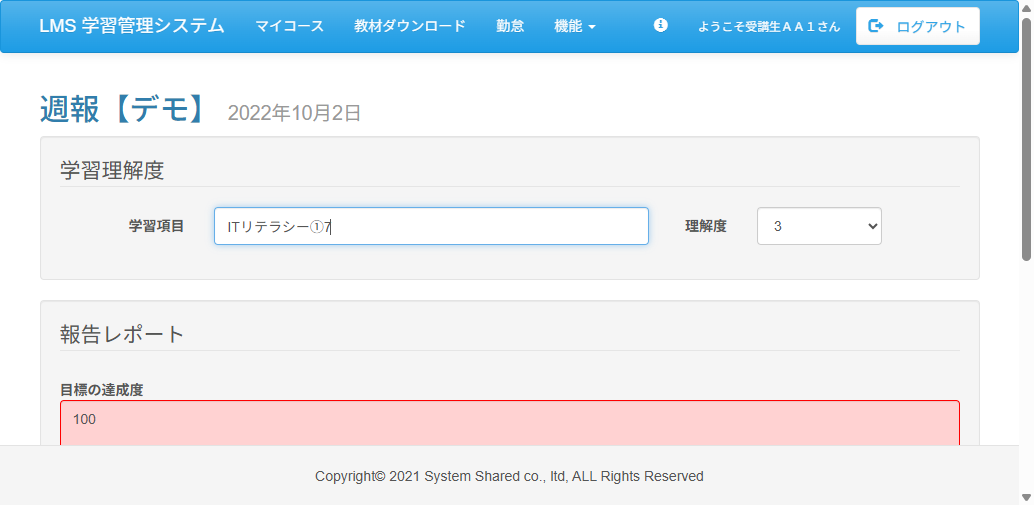 LMS 学習管理システム マイコース 教材ダウンロード 勤怠 機能 ようこそ受講生ＡＡ１さん ログアウト
週報【デモ】 2022年10月2日
学習理解度
学習項目 ITリテラシー①7 理解度 3
報告レポート
目標の達成度
100
Copyright© 2021 System Shared co., ltd, ALL Rights Reserved